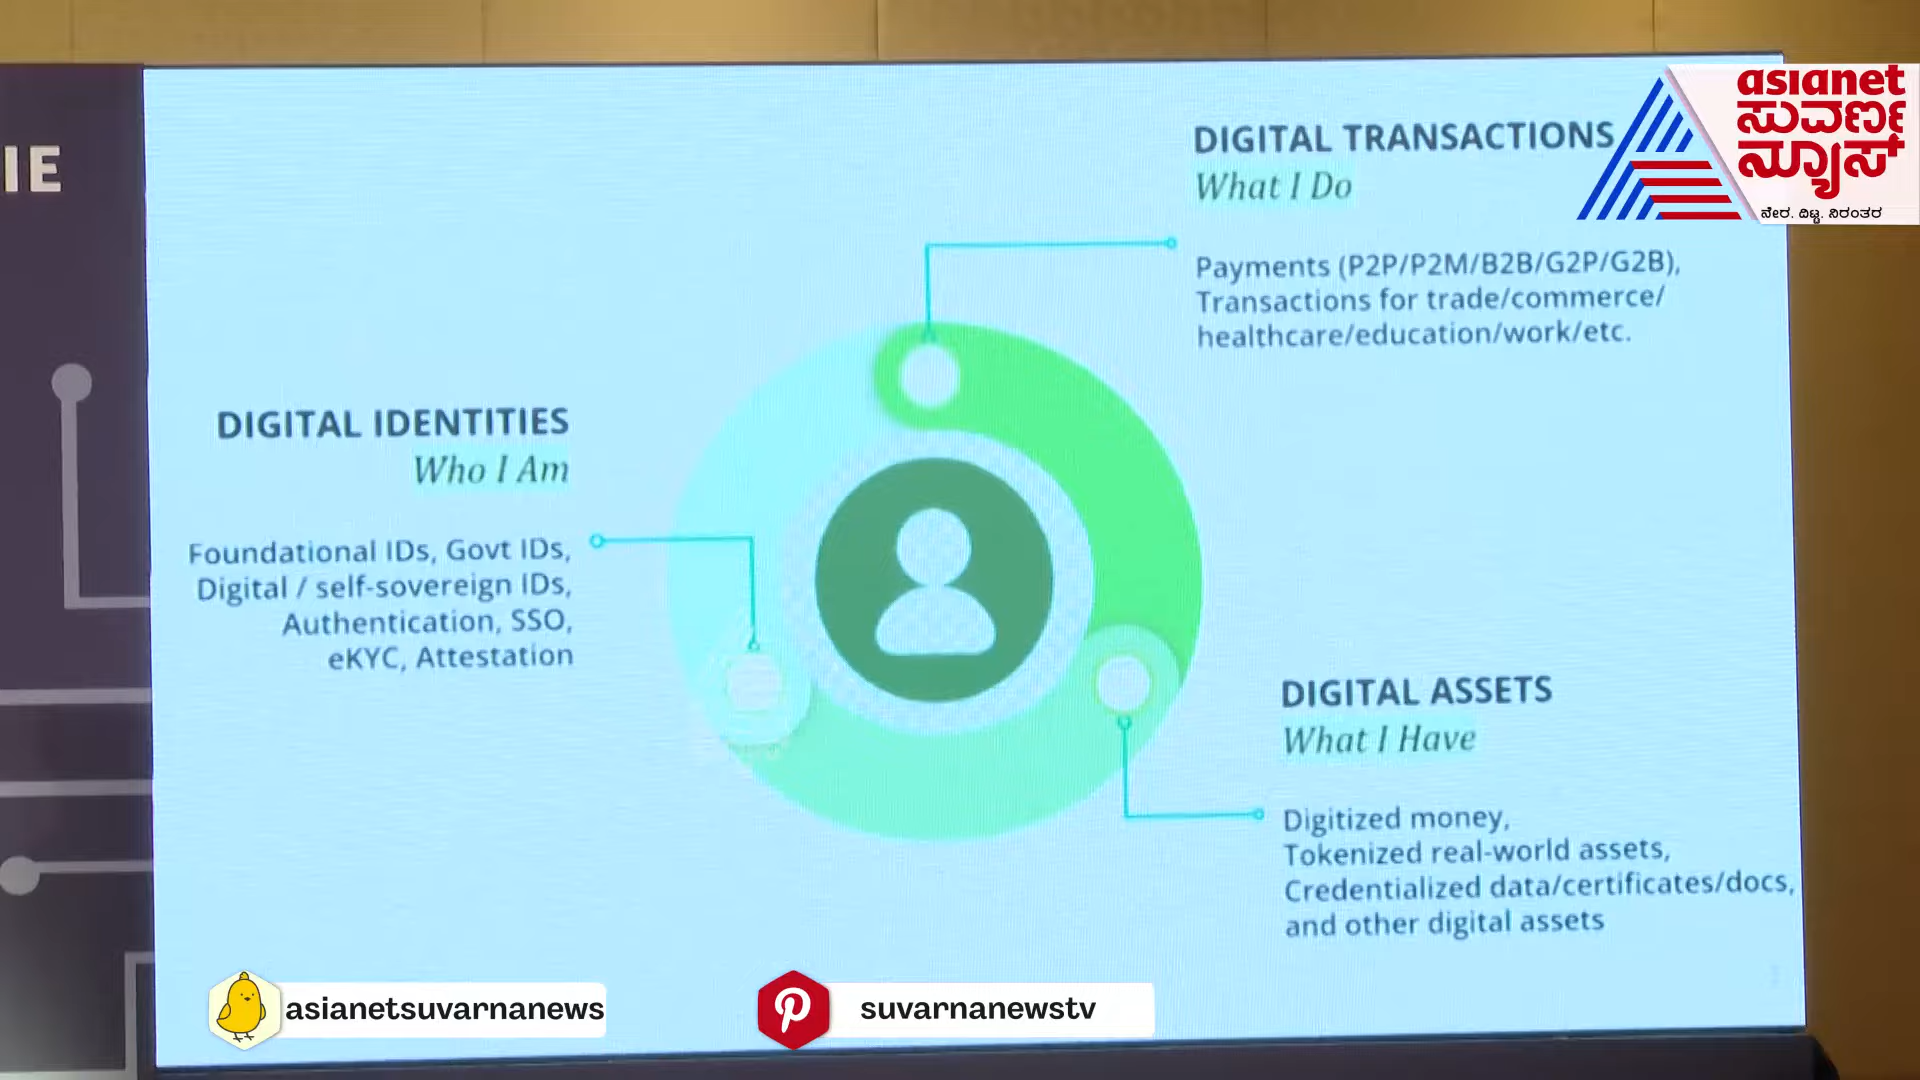 IE
asianet
ಸುವರ್ಣ
ನ್ಯೂಸ್
ನೇರ. ದಿಟ್ಟ. ನಿರಂತರ
DIGITAL TRANSACTIONS
What I Do
Payments (P2P/P2M/B2B/G2P/G2B),
Transactions for trade/commerce/
healthcare/education/work/etc.
DIGITAL IDENTITIES
Who I Am
Foundational IDs, Govt IDs,
Digital / self-sovereign IDs,
Authentication, SSO,
eKYC, Attestation
DIGITAL ASSETS
What I Have
Digitized money,
Tokenized real-world assets,
Credentialized data/certificates/docs,
and other digital assets
asianetsuvarnanews
suvarnanewstv